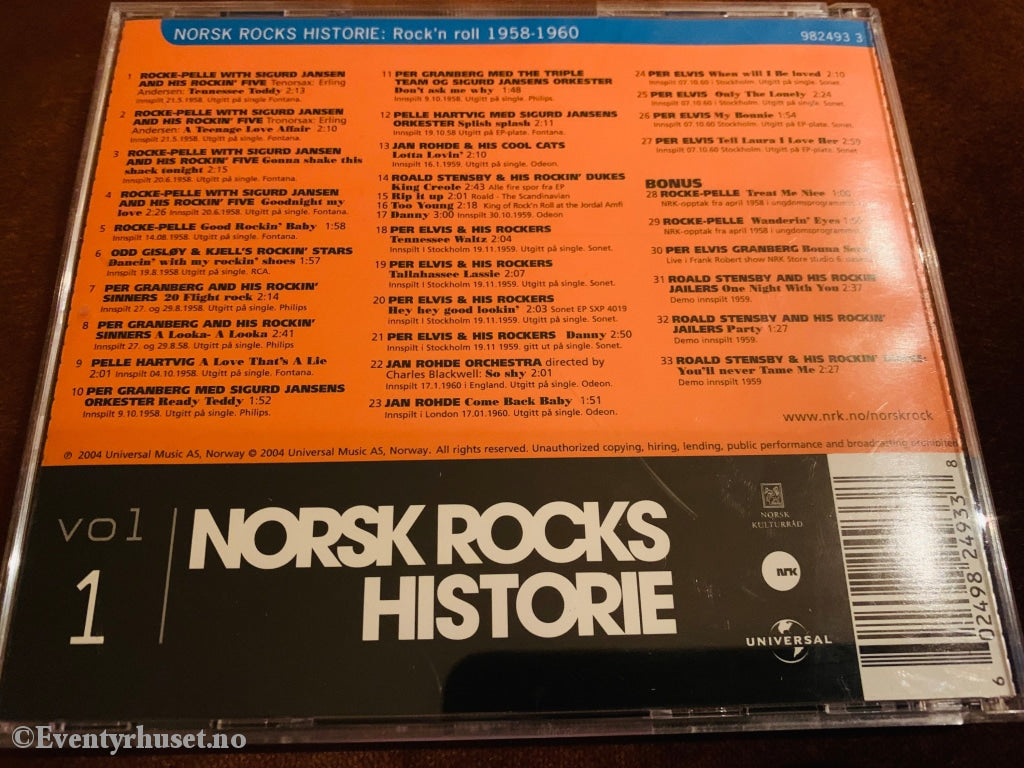 NORSK ROCKS HISTORIE: Rock'n roll 1958-1960
982493 3
1 ROCKE-PELLE WITH SIGURD JANSEN
AND HIS ROCKIN' FIVE Tenorsax: Erling
Andersen: Tennessee Toddy 2:13
Innspilt 21.5.1958. Utgitt på single. Fontana.
2 ROCKE-PELLE WITH SIGURD JANSEN
AND HIS ROCKIN' FIVE Tronorsax: Erling
Andersen: A Teenage Love Affair 2:10
Innspilt 21.5.1958. Utgitt på single. Fontana.
3 ROCKE-PELLE WITH SIGURD JANSEN
AND HIS ROCKIN' FIVE Gonna shake this
shack tonight 2:15
Innspilt 20.6.1958. Utgitt på single. Fontana.
4 ROCKE-PELLE WITH SIGURD JANSEN
AND HIS ROCKIN' FIVE Goodnight my
love 2:26 Innspilt 20.6.1958. Utgitt på single. Fontana.
5 ROCKE-PELLE Good Rockin' Baby 1:58
Innspilt 14.08.1958. Utgitt på single. Fontana.
6 ODD GISLØY & KJELL'S ROCKIN' STARS
Dancin' with my rockin' shoes 1:57
Innspilt 19.8.1958 Utgitt på single. RCA.
7 PER GRANBERG AND HIS ROCKIN'
SINNERS 20 Flight rock 2:14
Innspilt 27. og 29.8.1958. Utgitt på single. Philips
8 PER GRANBERG AND HIS ROCKIN'
SINNERS A Looka- A Looka 2:41
Innspilt 27. og 29.8.58. Utgitt på single. Philips
9 PELLE HARTVIG A Love That's A Lie
2:01 Innspilt 04.10.1958. Utgitt på single. Fontana.
10 PER GRANGBERG MED SIGURD JANSENS
ORKESTER Ready Teddy 1:52
Innspilt 9.10.1958. Utgitt på single. Philips.
11 PER GRANBERG MED THE TRIPLE
TEAM OG SIGURD JANSENS ORKESTER
Don't ask me why 1:48
Innspilt 9.10.1958. Utgitt på single. Philips.
12 PELLE HARTVIG MED SIGURD JANSENS
ORKESTER Splish splash 2:11
Innspilt 19.10.58 Utgitt på EP-plate. Fontana.
13 JAN ROHDE & HIS COOL CATS
Lotta Lovin' 2:10
Innspilt 16.1.1959. Utgitt på single. Odeon.
14 ROALD STENSBY & HIS ROCKIN' DUKES
King Creole 2:43 Alle fire spor fra EP
15 Rip it up 2:01 Roald - The Scandinavian
16 Too Young 2:18 King of Rock'n Roll at the Jordal Amfi
17 Danny 3:00 Innspilt 30.10.1959. Odeon
18 PER ELVIS & HIS ROCKERS
Tennessee Waltz 2:04
Innspilt i Stockholm 19.11.1959. Utgitt på single. Sonet.
19 PER ELVIS & HIS ROCKERS
Tallahassee Lassie 2:07
Innspilt i Stockholm 19.11.1959. Utgitt på single. Sonet.
20 PER ELVIS & HIS ROCKERS
Hey hey good lookin' 2:03 Sonet EP SXP 4019
innspilt i Stockholm 19.11.1959. Utgitt på single. Sonet.
21 PER ELVIS & HIS ROCKERS Danny 2:50
Innspilt i Stockholm 19.11 1959. gitt ut på single. Sonet.
22 JAN ROHDE ORCHESTRA directed by
Charles Blackwell: So shy 2:01
Innspilt 17.1.1960 i England. Utgitt på single. Odeon.
23 JAN ROHDE Come Back Baby 1:51
Innspilt i London 17.01.1960. Utgitt på single. Odeon.
24 PER ELVIS When will I Be loved 2:10
Innspilt 07.10.60 i Stockholm. Utgitt på single. Sonet.
25 PER ELVIS Only The Lonely 2:24
Innspilt 07.10.60 i Stockholm. Utgitt på single. Sonet.
26 PER ELVIS My Bonnie 1:54
Innspilt 07.10.60 Stockholm. Utgitt på EP-plate. Sonet.
27 PER ELVIS Tell Laura I Love Her 2:59
Innspilt 07.10.60 Stockholm. Utgitt på EP-plate. Sonet
BONUS
28 ROCKE-PELLE Treat Me Nice 1:00
NRK-opptak fra april 1958 i ungdomsprogrammet
29 ROCKE-PELLE Wanderin' Eyes
NRK-opptak fra april 1958 i ungdomsprogrammet
30 PER ELVIS GRANBERG Bouna
Live i Frank Robert show NRK Store studio
31 ROALD STENSBY AND HIS ROCKIN'
JAILERS One Night With You 2:37
Demo innspilt 1959.
32 ROALD STENSBY AND HIS ROCKIN'
JAILERS Party 1:27
Demo innspilt 1959.
33 ROALD STENSBY & HIS ROCKIN'
You'll never Tame Me 2:27
Demo innspilt 1959
www.nrk.no/norskrock
℗ 2004 Universal Music AS, Norway © 2004 Universal Music AS, Norway. All rights reserved. Unauthorized copying, hiring, lending, public performance and broadcasting prohibited
vol
1
NORSK ROCKS
HISTORIE
NORSK
KULTURRÅD
NRK
UNIVERSAL
6 02498 24933 8
©Eventyrhuset.no